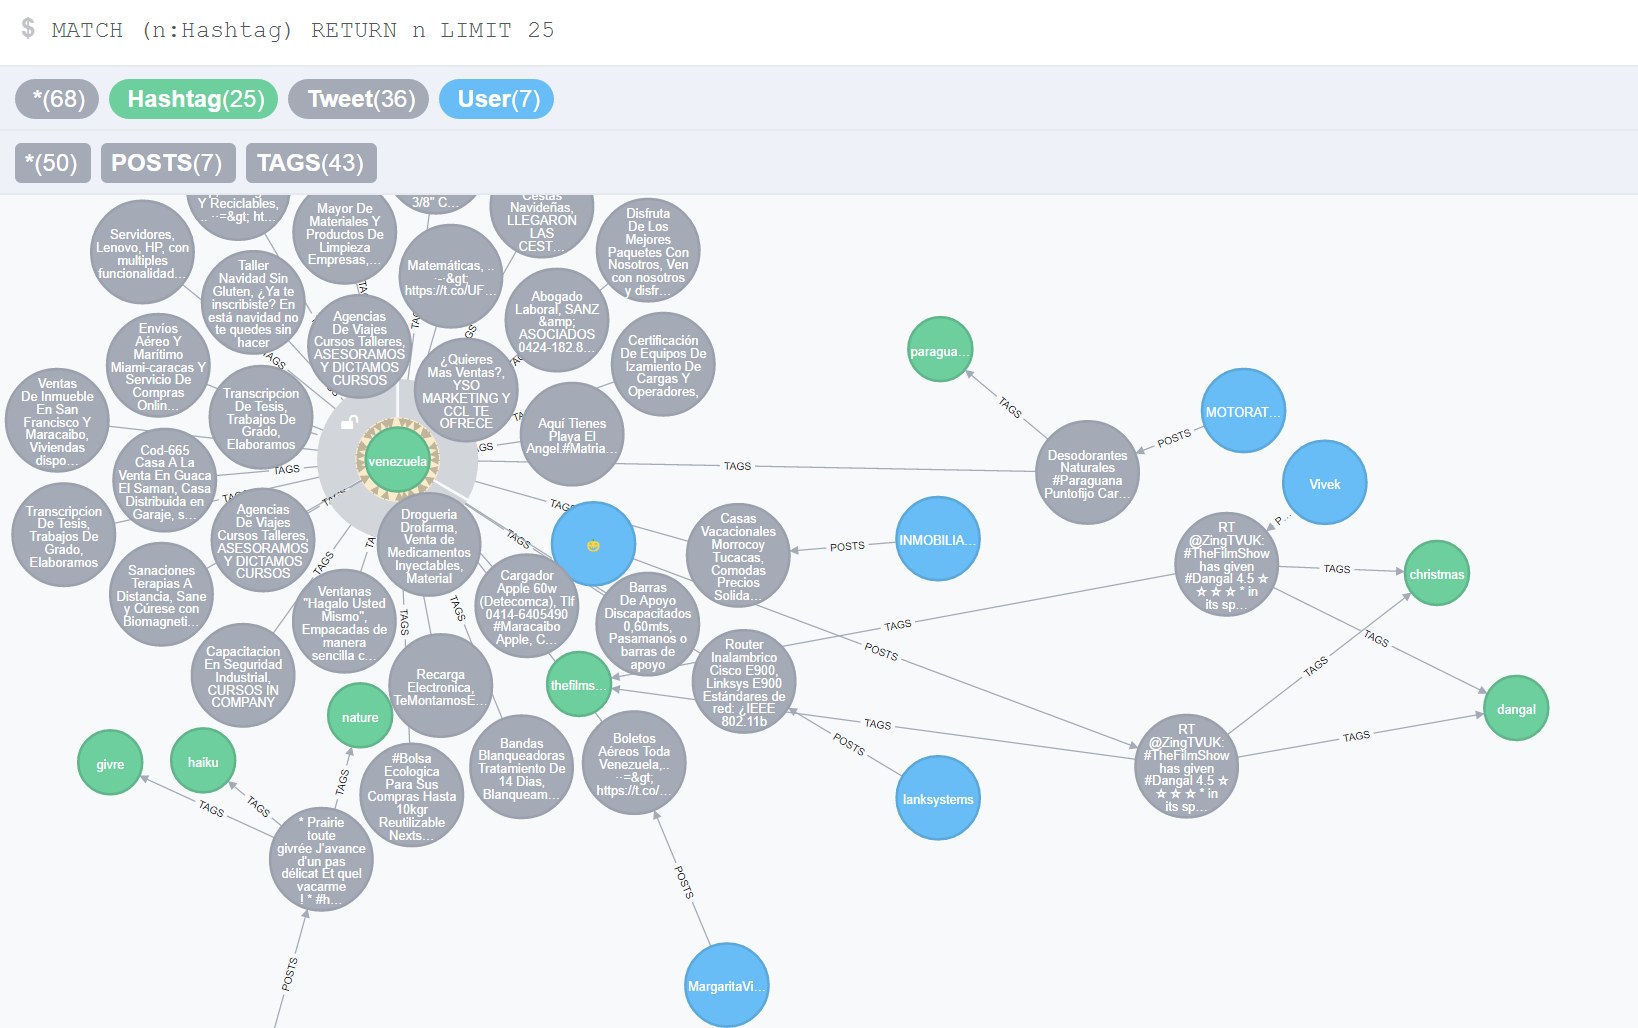 $ MATCH (n:Hashtag) RETURN n LIMIT 25
*(68) Hashtag(25) Tweet(36) User(7)
*(50) POSTS(7) TAGS(43)
Y Reciclables,
.. ··=&gt; ht...
Mayor De
Materiales Y
Productos De
Limpieza
Empresas,...
3/8" C...
Cestas
Navideñas,
LLEGARON
LAS
CEST...
Disfruta
De Los
Mejores
Paquetes Con
Nosotros, Ven
con nosotros
y disfr...
Servidores,
Lenovo, HP, con
multiples
funcionalidad...
Taller
Navidad Sin
Gluten, ¿Ya te
inscribiste? En
está navidad no
te quedes sin
hacer
Matemáticas, ..
··-&gt;
https://t.co/UF...
Abogado
Laboral, SANZ
&amp;
ASOCIADOS
0424-182.8...
Envíos
Aéreo Y
Marítimo
Miami-caracas Y
Servicio De
Compras
Onlin...
Agencias
De Viajes
Cursos Talleres,
ASESORAMOS
Y DICTAMOS
CURSOS
¿Quieres
Mas Ventas?,
YSO
MARKETING Y
CCL TE
OFRECE
Certificación
De Equipos De
Izamiento De
Cargas Y
Operadores,
paragua...
Ventas
De Inmueble
En San
Francisco Y
Maracaibo,
Viviendas
dispo...
Transcripcion
De Tesis,
Trabajos De
Grado,
Elaboramos
Aquí Tienes
Playa El
Angel.#Matria...
TAGS
MOTORAT...
POSTS
Cod-665
Casa A La
Venta En Guaca
El Saman, Casa
Distribuida en
Garaje, s...
venezuela
TAGS
TAGS
TAGS
Desodorantes
Naturales
#Paraguana
Puntofijo Car...
Vivek
Transcripcion
De Tesis,
Trabajos De
Grado,
Elaboramos
Agencias
De Viajes
Cursos Talleres,
ASESORAMOS
Y DICTAMOS
CURSOS
Drogueria
Drofarma,
Venta de
Medicamentos
Inyectables,
Material
TAGS
TAGS
TAGS
Casas
Vacacionales
Morrocoy
Tucacas,
Comodas
Precios
Solida...
POSTS
INMOBILIA...
P...
RT
@ZingTVUK:
#TheFilmShow
has given
#Dangal 4.5 ☆
☆ ☆ ☆ * in
its sp...
TAGS
christmas
Sanaciones
Terapias A
Distancia, Sane
y Cúrese con
Biomagneti...
Ventanas
"Hagalo Usted
Mismo",
Empacadas de
manera
sencilla c...
Cargador
Apple 60w
(Detecomca), Tlf
0414-6405490
#Maracaibo
Apple, C...
Barras
De Apoyo
Discapacitados
0,60mts,
Pasamanos o
barras de
apoyo
TAGS
TAGS
TAGS
TAGS
POSTS
TAGS
TAGS
Capacitacion
En Seguridad
Industrial,
CURSOS IN
COMPANY
Recarga
Electronica,
TeMontamosE...
thefilms...
Router
Inalambrico
Cisco E900,
Linksys E900
Estándares de
red: ¿IEEE
802.11b
nature
dangal
TAGS
TAGS
POSTS
givre
haiku
Bandas
Blanqueadoras
Tratamiento De
14 Dias,
Blanqueam...
Boletos
Aéreos Toda
Venezuela,..
··=&gt;
https://t.co/...
RT
@ZingTVUK:
#TheFilmShow
has given
#Dangal 4.5 ☆
☆ ☆ ☆ * in
its sp...
#Bolsa
Ecologica
Para Sus
Compras Hasta
10kgr
Reutilizable
Nexts...
lanksystems
TAGS
TAGS
TAGS
* Prairie
toute
givrée J'avance
d'un pas
délicat Et quel
vacarme
! * #h...
POSTS
POSTS
MargaritaVi...